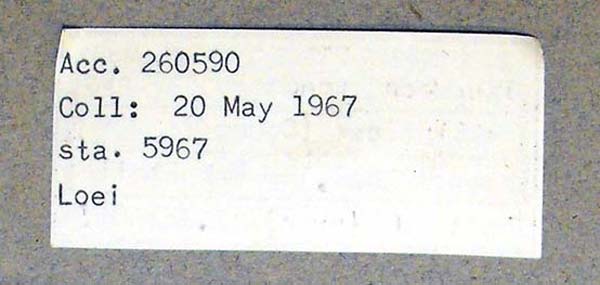 Acc. 260590
Coll: 20 May 1967
sta. 5967
Loei